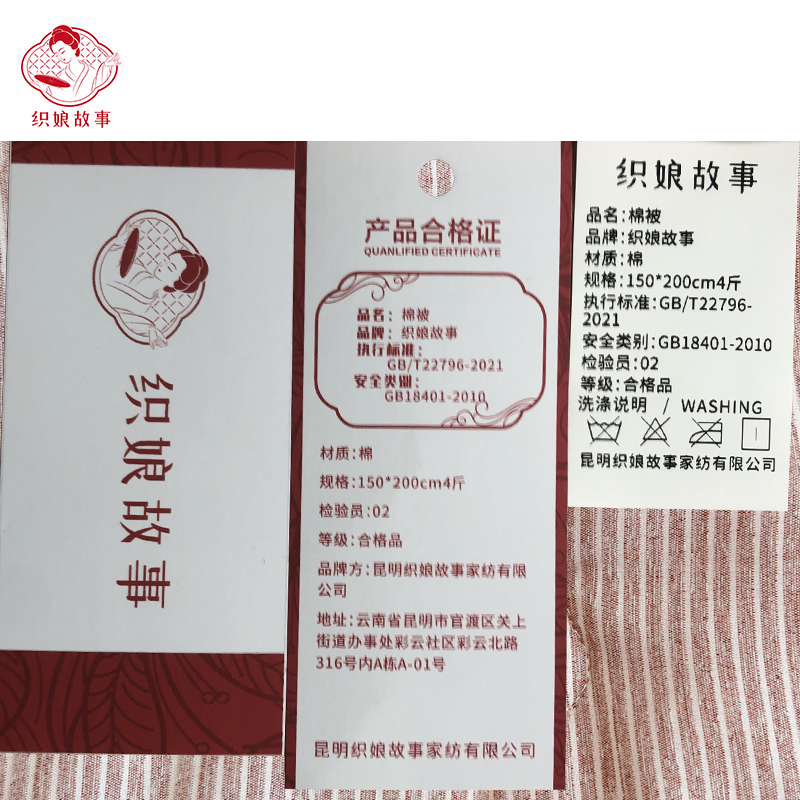 织娘故事
织娘故事
产品合格证
QUANLIFIED CERTIFICATE
品名：棉被
品牌：织娘故事
执行标准：
GB/T22796-2021
安全类别：
GB18401-2010
材质:棉
规格:150*200cm4斤
检验员:02
等级:合格品
品牌方:昆明织娘故事家纺有限
公司
地址:云南省昆明市官渡区关上
街道办事处彩云社区彩云北路
316号内A栋A-01号
昆明织娘故事家纺有限公司
织娘故事
品名:棉被
品牌:织娘故事
材质:棉
规格:150*200cm4斤
执行标准:GB/T22796-
2021
安全类别:GB18401-2010
检验员:02
等级:合格品
洗涤说明 / WASHING
昆明织娘故事家纺有限公司